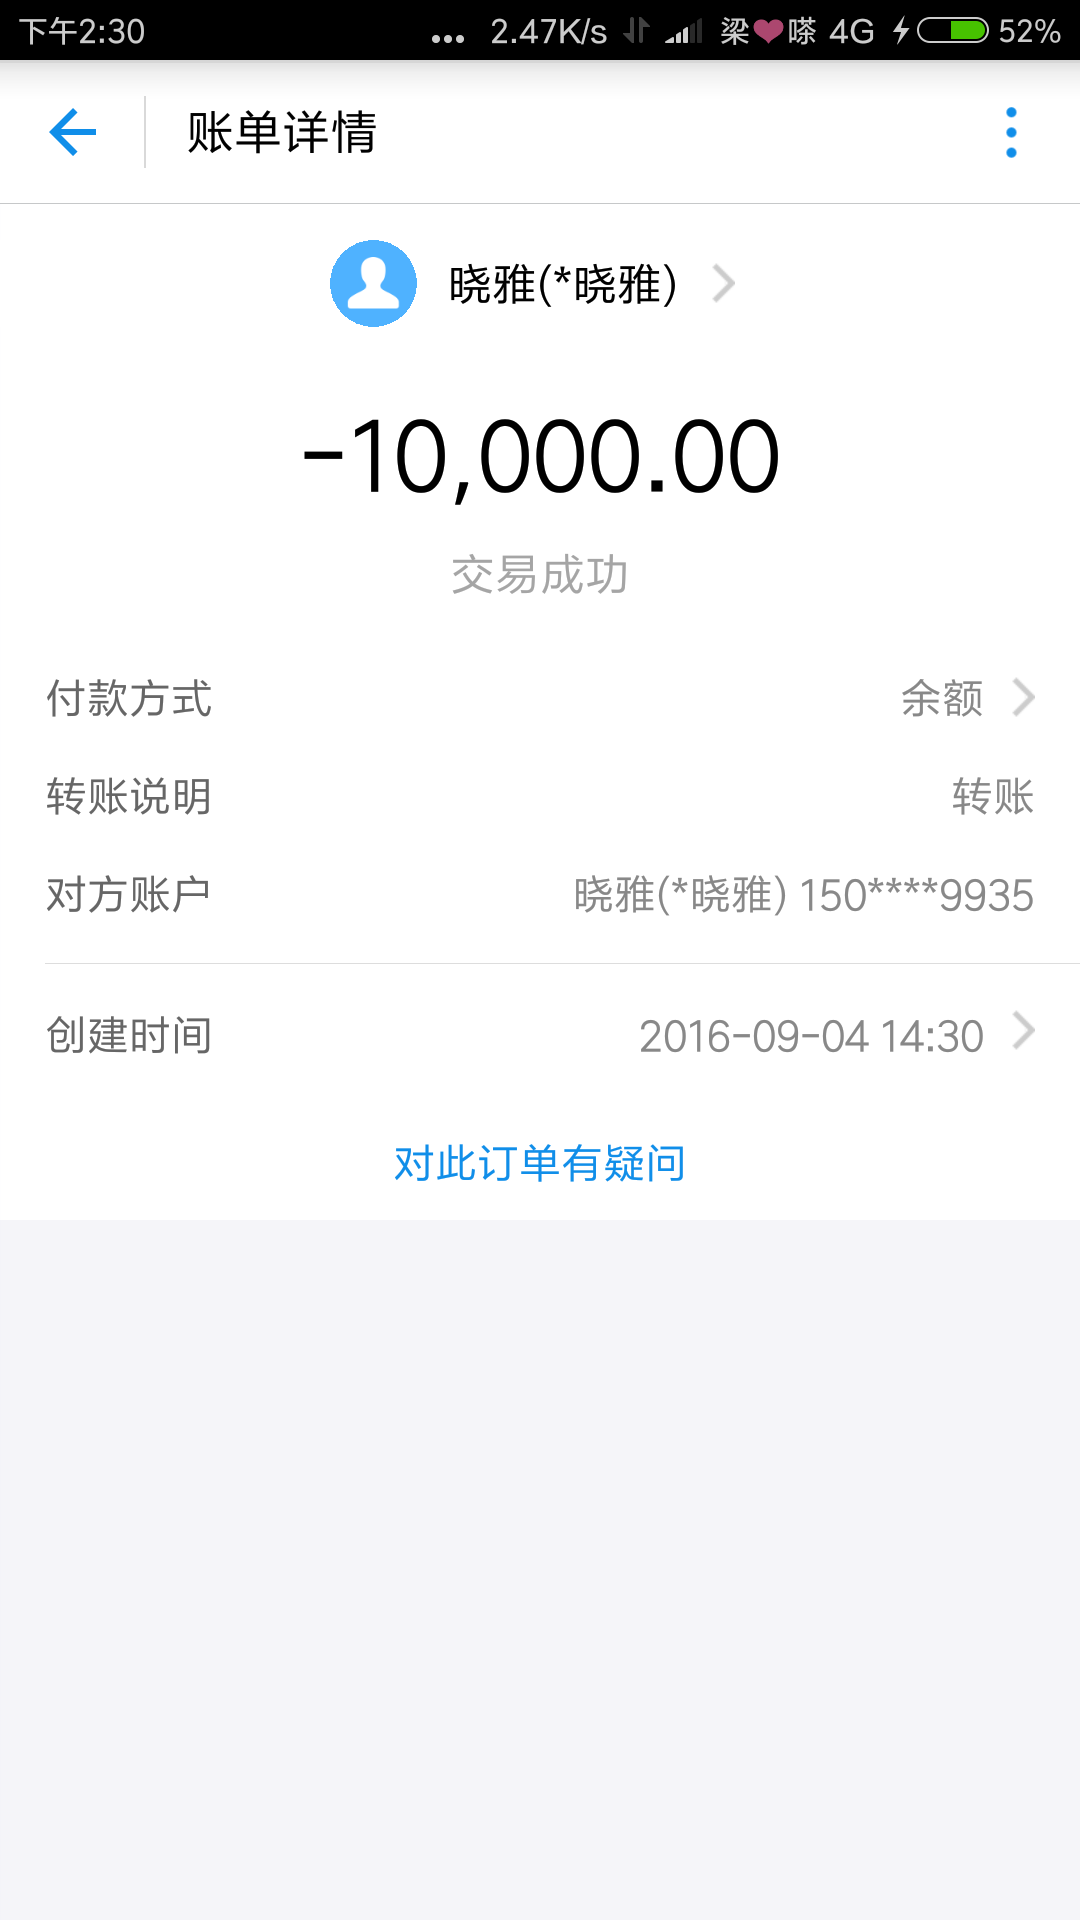 下午2:30 ... 2.47K/s 梁❤嗏 4G 52%
账单详情
晓雅(*晓雅)
-10,000.00
交易成功
付款方式 余额
转账说明 转账
对方账户 晓雅(*晓雅) 150****9935
创建时间 2016-09-04 14:30
对此订单有疑问